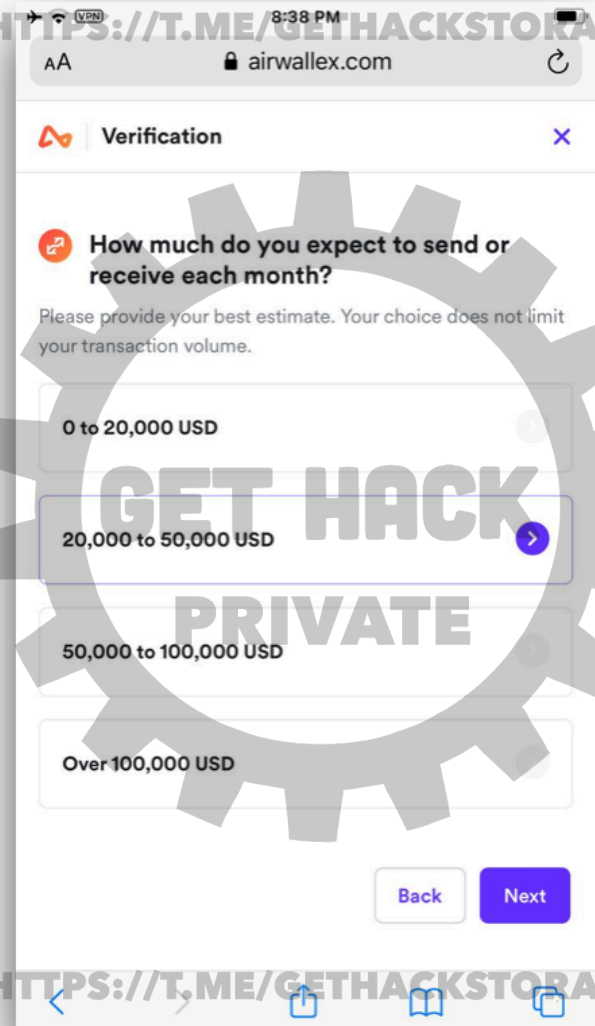 HTTPS://T.ME/GETHACKSTORA
VPN
8:38 PM
AA
airwallex.com
Verification
How much do you expect to send or
receive each month?
Please provide your best estimate. Your choice does not limit
your transaction volume.
0 to 20,000 USD
GET HACK
20,000 to 50,000 USD
PRIVATE
50,000 to 100,000 USD
Over 100,000 USD
Back
Next
HTTPS://T.ME/GETHACKSTORA